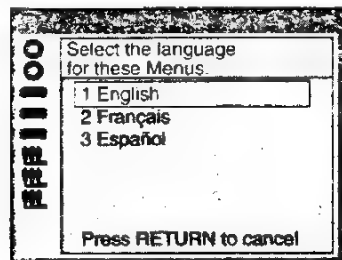 Select the language
for these Menus.
1 English
2 Français
3 Español
Press RETURN to cancel